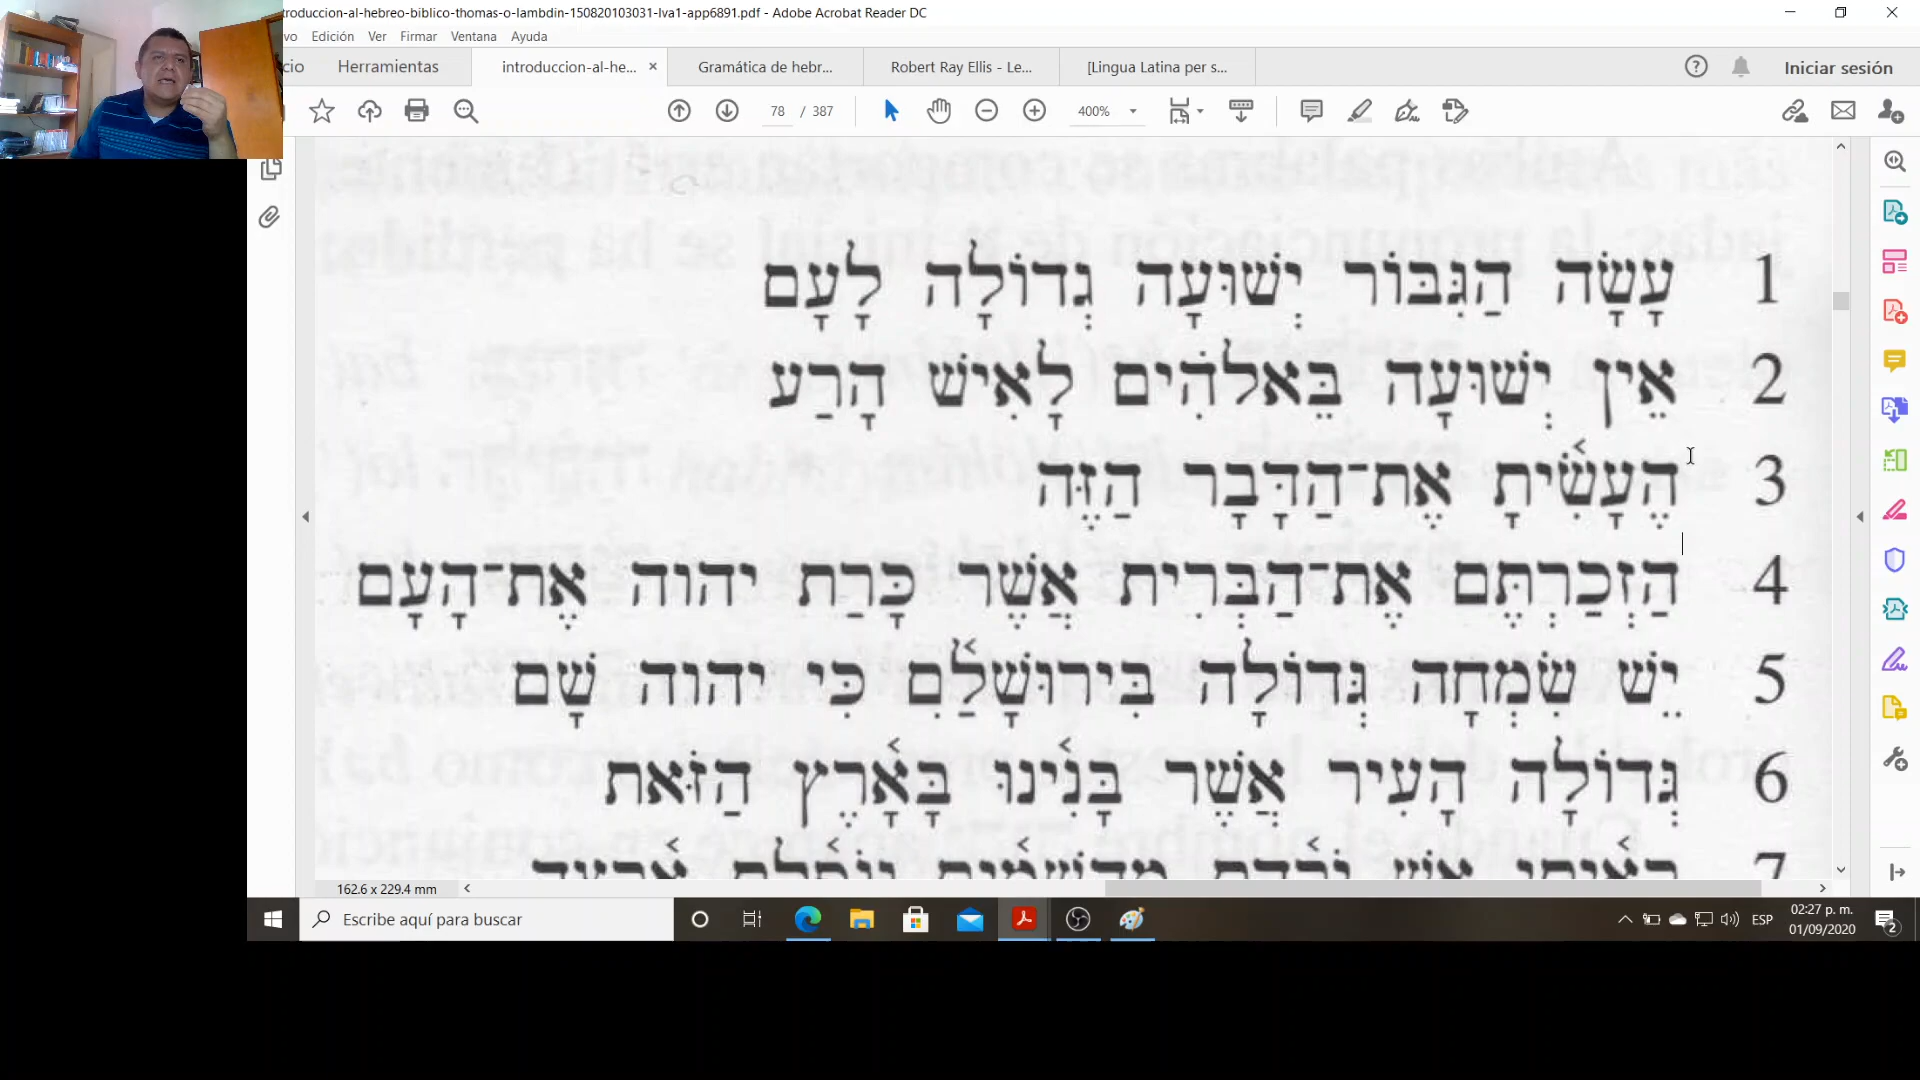 troduccion-al-hebreo-biblico-thomas-o-lambdin-150820103031-lva1-app6891.pdf - Adobe Acrobat Reader DC
vo Edición Ver Firmar Ventana Ayuda
cio Herramientas introduccion-al-he... × Gramática de hebr... Robert Ray Ellis - Le... [Lingua Latina per s... Iniciar sesión
78 / 387 400%
1 עָשָׂה הַגִּבּוֹר יְשׁוּעָה גְדוֹלָה לָעָם
2 אֵין יְשׁוּעָה בֵּאלֹהִים לָאִישׁ הָרַע
3 הֶעָשִׂ֫יתָ אֶת־הַדָּבָר הַזֶּה
4 הַזְכַרְתֶּם אֶת־הַבְּרִית אֲשֶׁר כָּרַת יהוה אֶת־הָעָם
5 יֵשׁ שִׂמְחָה גְּדוֹלָה בִּירוּשָׁלַ֫םִ כִּי יהוה שָׁם
6 גְּדוֹלָה הָעִיר אֲשֶׁר בָּנִ֫ינוּ בָּאָ֫רֶץ הַזֹּאת
7
162.6 x 229.4 mm
Escribe aquí para buscar
ESP
02:27 p. m.
01/09/2020
2